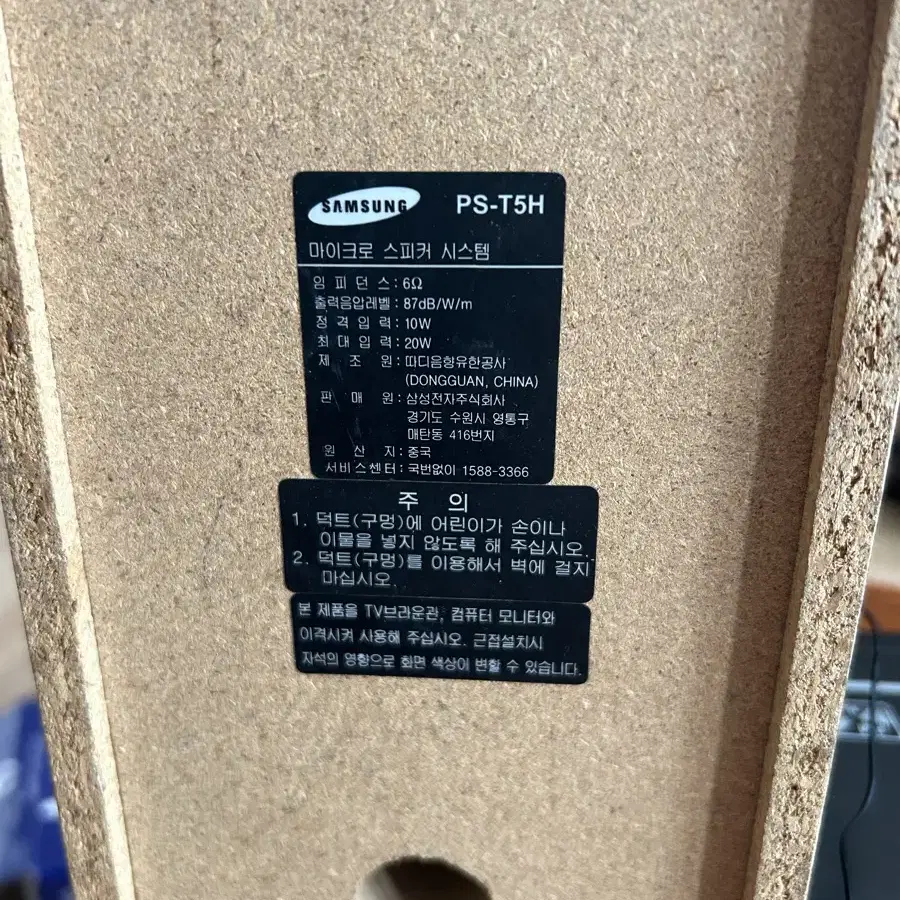 SAMSUNG PS-T5H
마이크로 스피커 시스템
임 피 던 스 : 6Ω
출력음압레벨 : 87dB/W/m
정 격 입 력 : 10W
최 대 입 력 : 20W
제 조 원 : 따디음향유한공사
(DONGGUAN, CHINA)
판 매 원 : 삼성전자주식회사
경기도 수원시 영통구
매탄동 416번지
원 산 지 : 중국
서비스센터 : 국번없이 1588-3366
주 의
1. 덕트(구멍)에 어린이가 손이나
이물을 넣지 않도록 해 주십시오.
2. 덕트(구멍)를 이용해서 벽에 걸지
마십시오.
본 제품을 TV브라운관, 컴퓨터 모니터와
이격시켜 사용해 주십시오. 근접설치시
자석의 영향으로 화면 색상이 변할 수 있습니다.